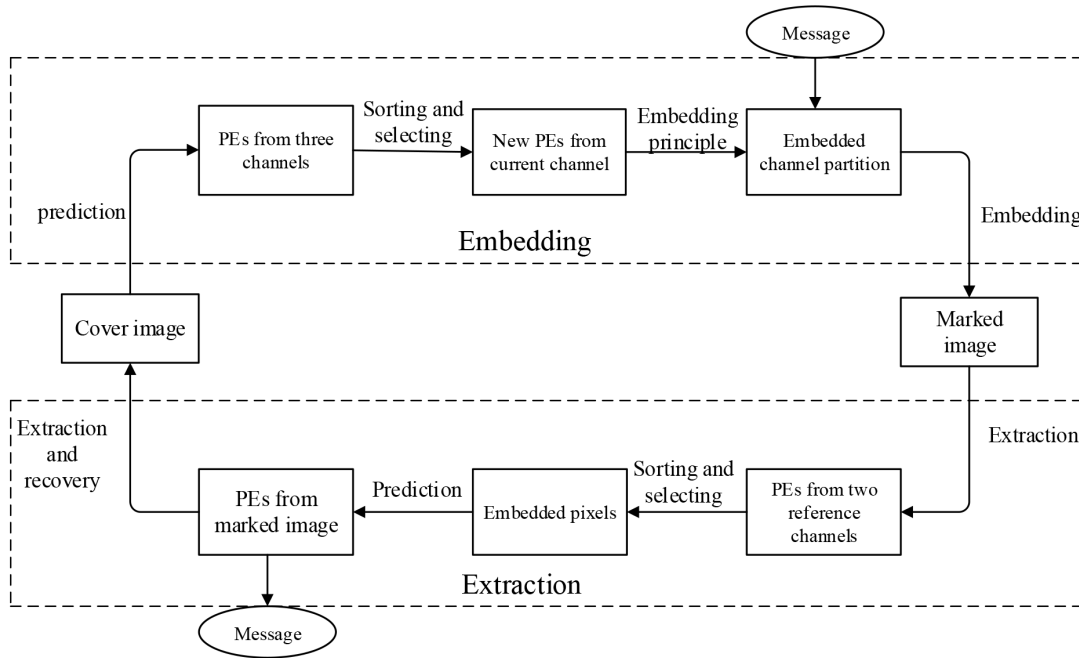 Message
Sorting and
selecting
Embedding
principle
PEs from three
channels
New PEs from
current channel
Embedded
channel partition
prediction
Embedding
Embedding
Cover image
Marked
image
Extraction
and
recovery
Extraction
PEs from
marked image
Prediction
Embedded pixels
Sorting and
selecting
PEs from two
reference
channels
Extraction
Message